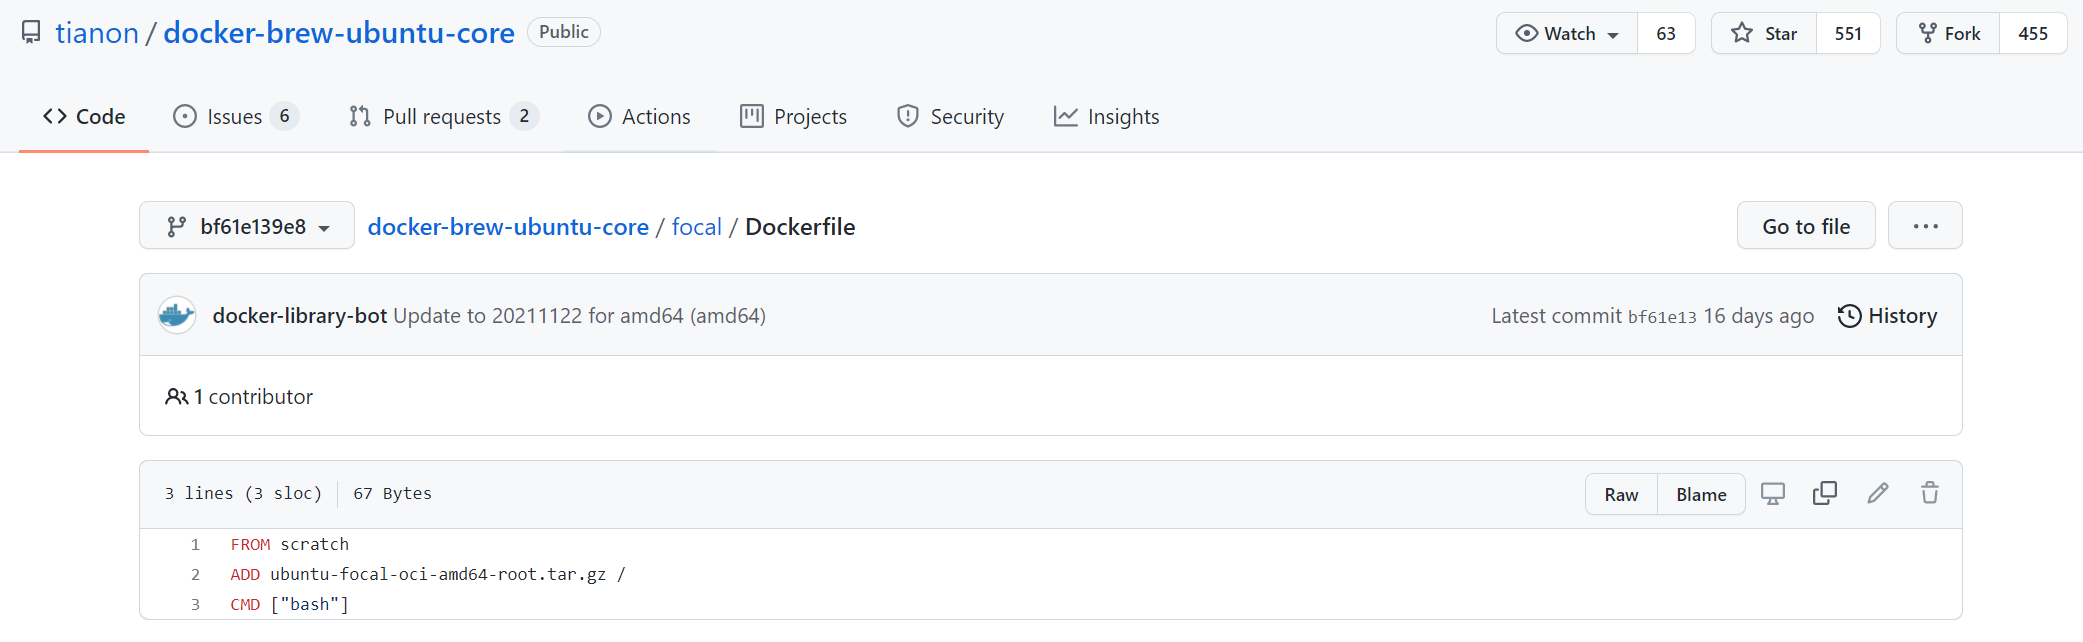 tianon / docker-brew-ubuntu-core Public Watch 63 Star 551 Fork 455
Code Issues 6 Pull requests 2 Actions Projects Security Insights
bf61e139e8 docker-brew-ubuntu-core / focal / Dockerfile Go to file ...
docker-library-bot Update to 20211122 for amd64 (amd64) Latest commit bf61e13 16 days ago History
1 contributor
3 lines (3 sloc) 67 Bytes Raw Blame
1 FROM scratch
2 ADD ubuntu-focal-oci-amd64-root.tar.gz /
3 CMD ["bash"]